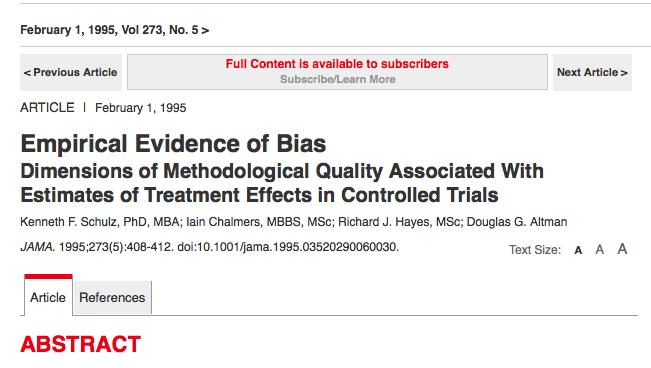 February 1, 1995, Vol 273, No. 5 >
< Previous Article
Full Content is available to subscribers
Subscribe/Learn More
Next Article >
ARTICLE | February 1, 1995
Empirical Evidence of Bias
Dimensions of Methodological Quality Associated With
Estimates of Treatment Effects in Controlled Trials
Kenneth F. Schulz, PhD, MBA; Iain Chalmers, MBBS, MSc; Richard J. Hayes, MSc; Douglas G. Altman
JAMA. 1995;273(5):408-412. doi:10.1001/jama.1995.03520290060030.
Text Size: A A A
Article References
ABSTRACT